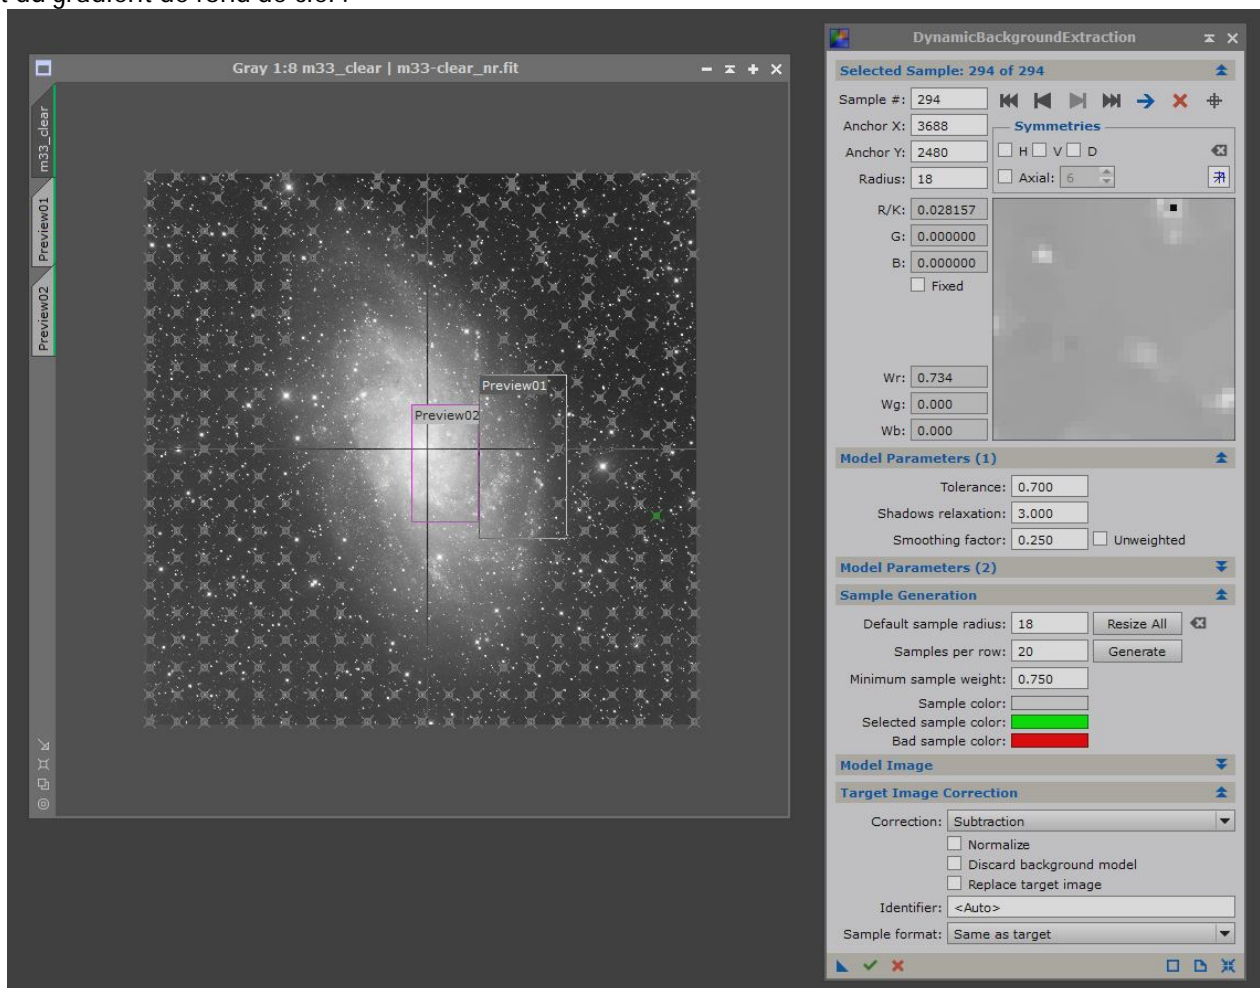 Gray 1:8 m33_clear | m33-clear_nr.fit
m33_clear
Preview01
Preview02
Preview01
Preview02
DynamicBackgroundExtraction
Selected Sample: 294 of 294
Sample #: 294
Anchor X: 3688
Anchor Y: 2480
Radius: 18
Symmetries
H V D
Axial: 6
R/K: 0.028157
G: 0.000000
B: 0.000000
Fixed
Wr: 0.734
Wg: 0.000
Wb: 0.000
Model Parameters (1)
Tolerance: 0.700
Shadows relaxation: 3.000
Smoothing factor: 0.250 Unweighted
Model Parameters (2)
Sample Generation
Default sample radius: 18 Resize All
Samples per row: 20 Generate
Minimum sample weight: 0.750
Sample color:
Selected sample color:
Bad sample color:
Model Image
Target Image Correction
Correction: Subtraction
Normalize
Discard background model
Replace target image
Identifier: <Auto>
Sample format: Same as target